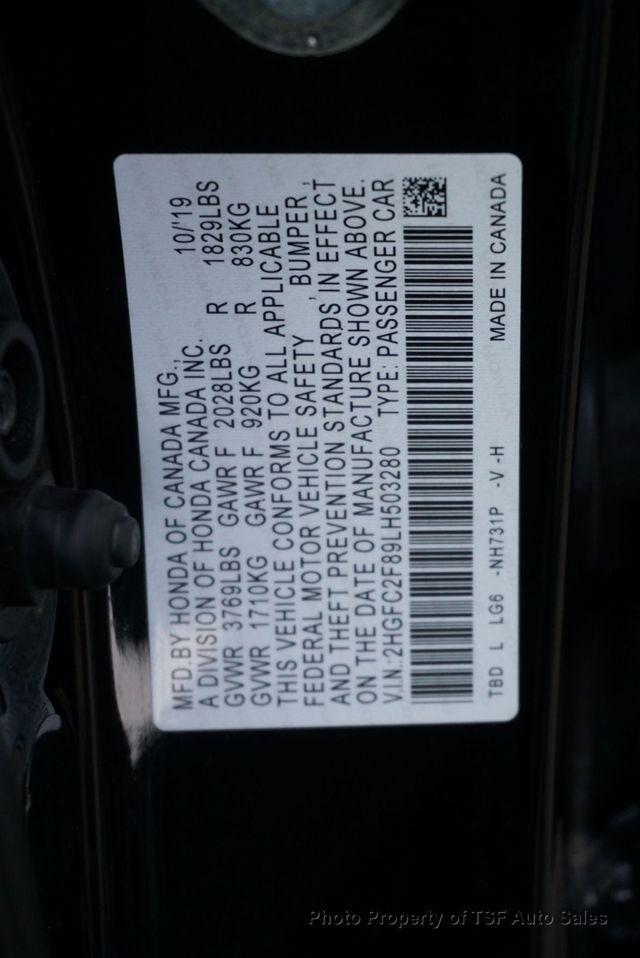 MFD.BY HONDA OF CANADA MFG., 10/'19
A DIVISION OF HONDA CANADA INC.
GVWR 3769LBS GAWR F 2028LBS R 1829LBS
GVWR 1710KG GAWR F 920KG R 830KG
THIS VEHICLE CONFORMS TO ALL APPLICABLE
FEDERAL MOTOR VEHICLE SAFETY , BUMPER ,
AND THEFT PREVENTION STANDARDS IN EFFECT
ON THE DATE OF MANUFACTURE SHOWN ABOVE.
V.I.N.:2HGFC2F89LH503280 TYPE: PASSENGER CAR
TBD L LG6 -NH731P -V -H MADE IN CANADA
Photo Property of TSF Auto Sales